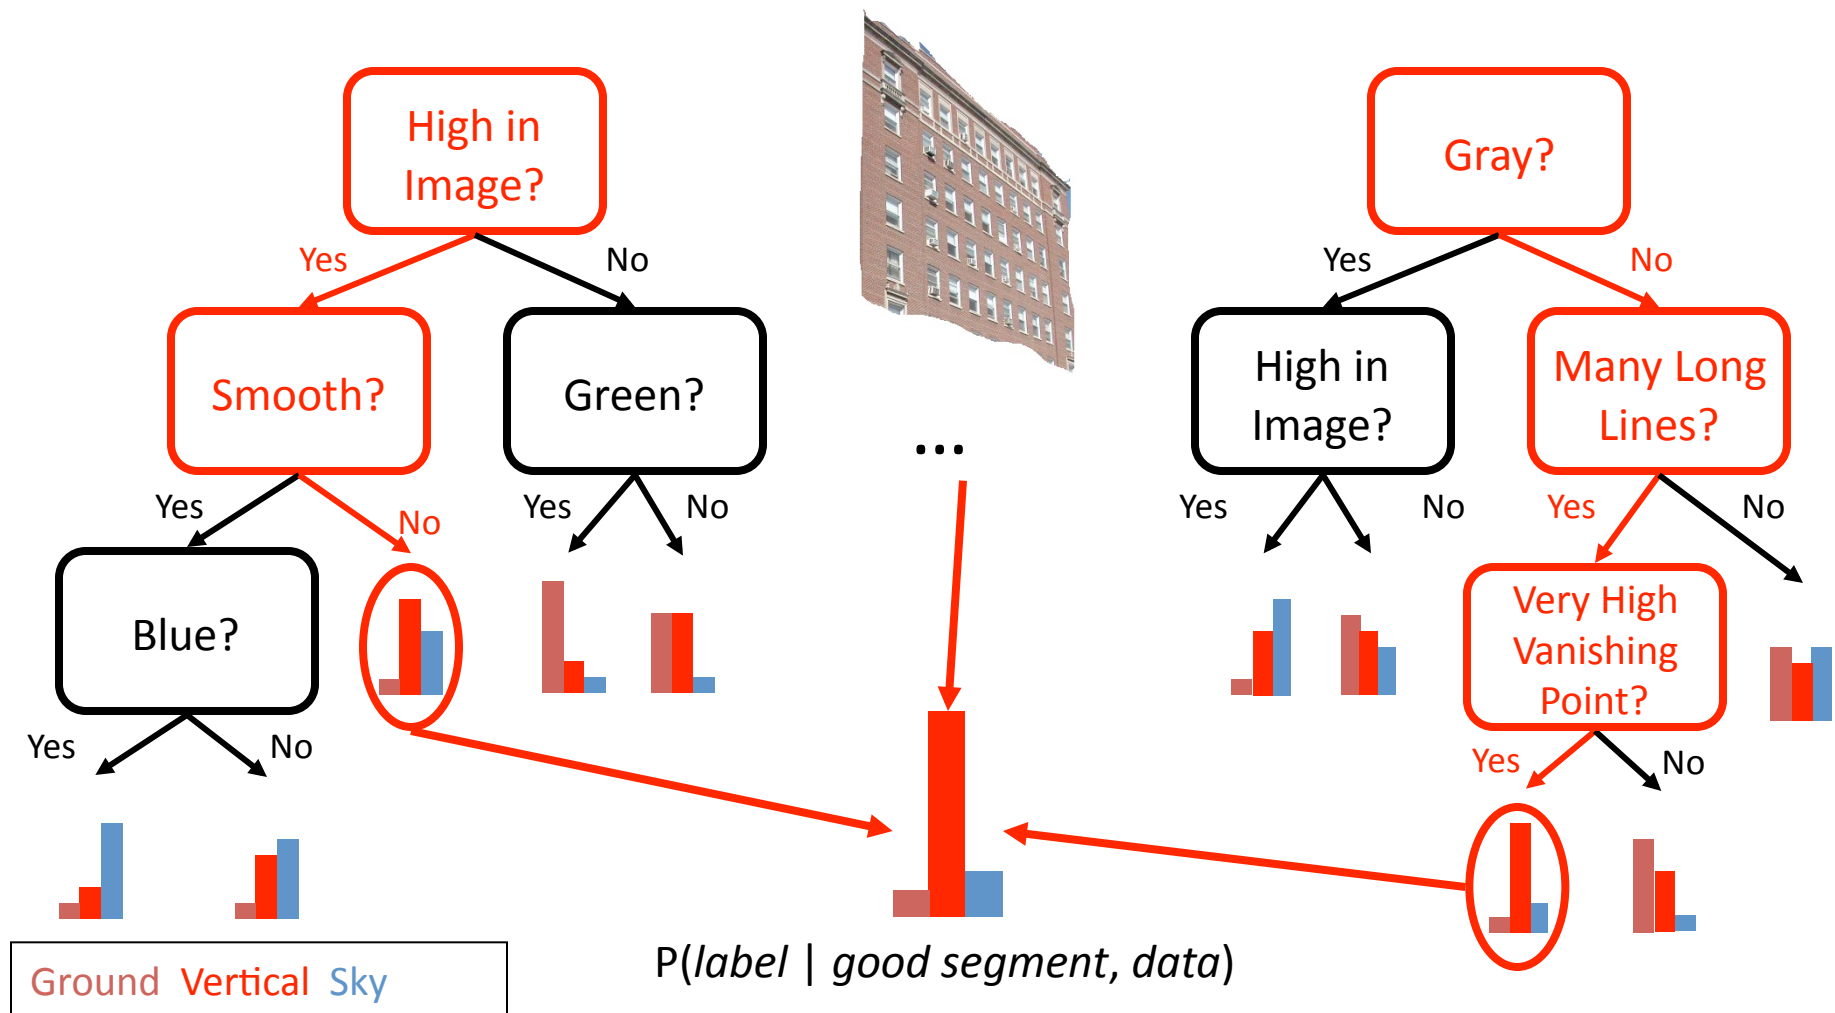 High in
Image?
Gray?
Yes
No
Yes
No
Smooth?
Green?
High in
Image?
Many Long
Lines?
...
Yes
No
Yes
No
Yes
No
Yes
No
Blue?
Very High
Vanishing
Point?
Yes
No
Yes
No
P(label | good segment, data)
Ground Vertical Sky